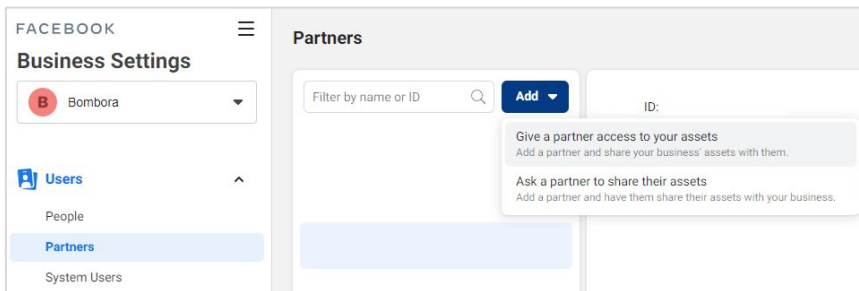 FACEBOOK
Business Settings
B Bombora
Users
People
Partners
System Users
Partners
Filter by name or ID
Add
ID:
Give a partner access to your assets
Add a partner and share your business' assets with them.
Ask a partner to share their assets
Add a partner and have them share their assets with your business.